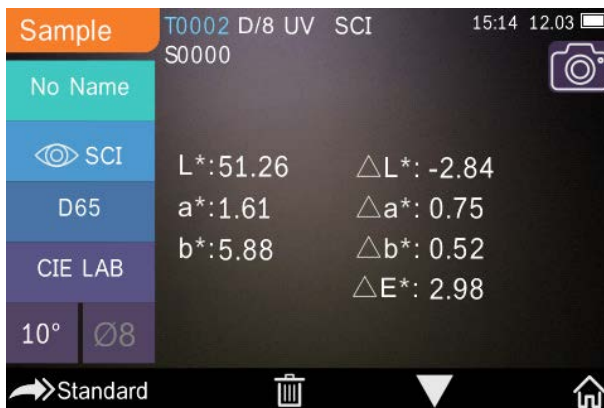 Sample
T0002 D/8 UV SCI
15:14 12.03
S0000
No Name
SCI
D65
CIE LAB
10° Ø8
L*:51.26 △L*: -2.84
a*:1.61 △a*: 0.75
b*:5.88 △b*: 0.52
△E*: 2.98
Standard